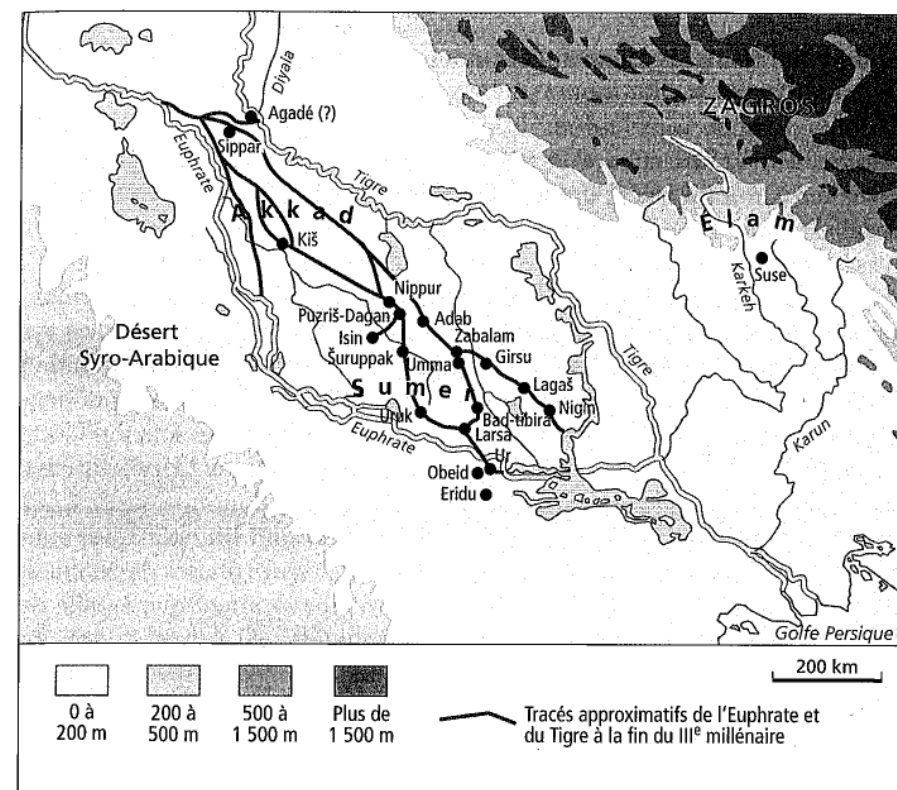 Diyala
Agadé (?)
ZAGROS
Sippar
Euphrate
Tigre
Akkad
Élam
Kiš
Karkeh
Suse
Nippur
Puzriš-Dagan
Adab
Désert
Syro-Arabique
Isin
Zabalam
Girsu
Tigre
Šuruppak
Umma
Lagaš
Sumer
Nigin
Uruk
Bad-tibira
Karun
Euphrate
Larsa
Ur
Obeid
Eridu
Golfe Persique
200 km
0 à
200 m
200 à
500 m
500 à
1 500 m
Plus de
1 500 m
Tracés approximatifs de l'Euphrate et
du Tigre à la fin du IIIe millénaire